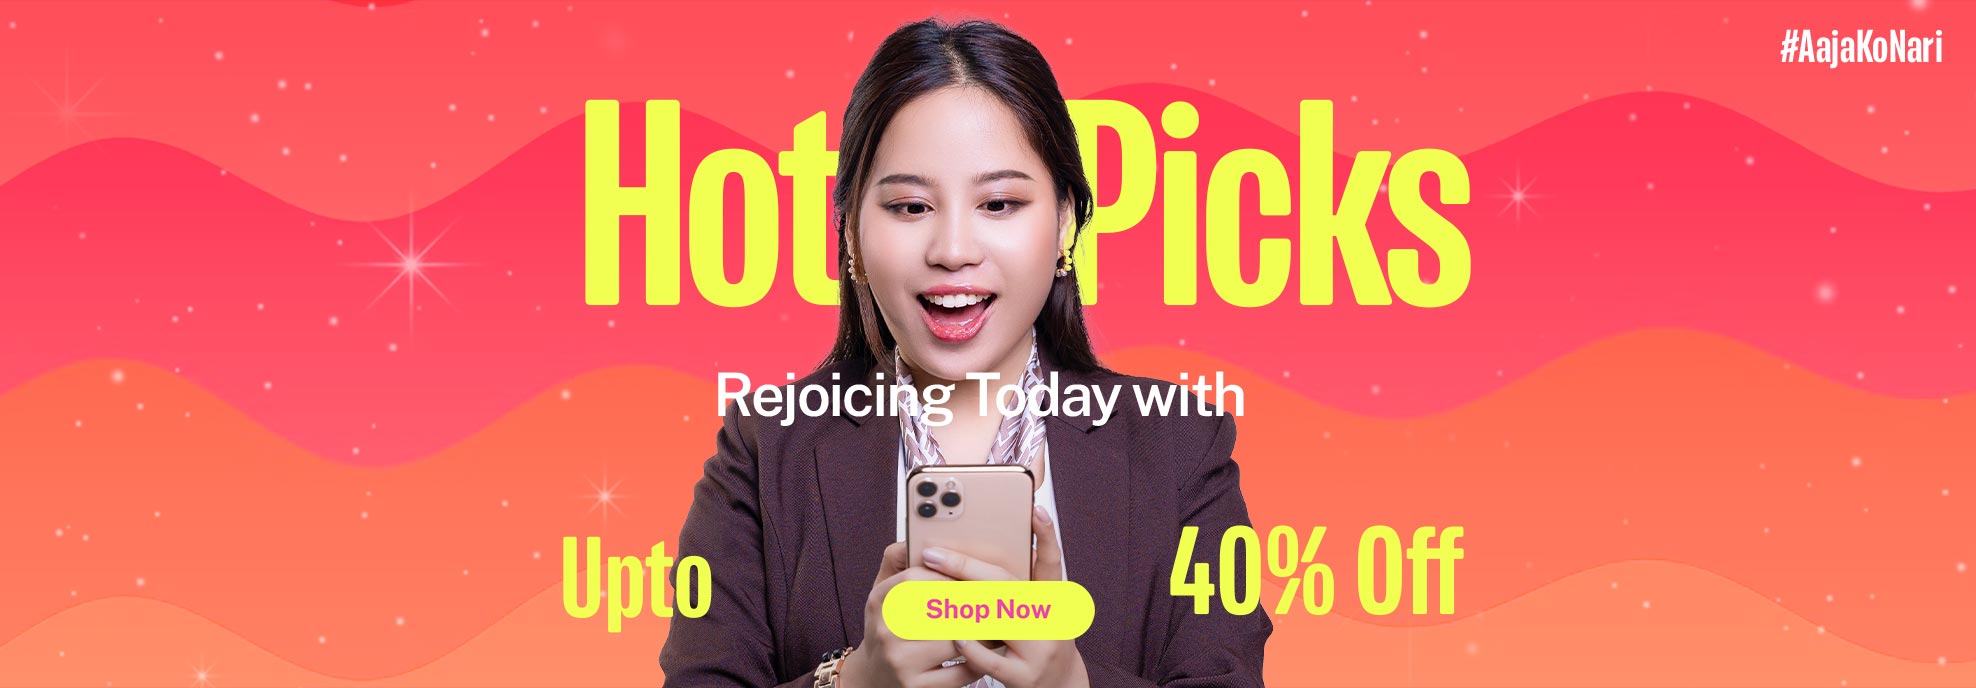 #AajaKoNari
Hot Picks
Rejoicing Today with
Upto 40% Off
Shop Now